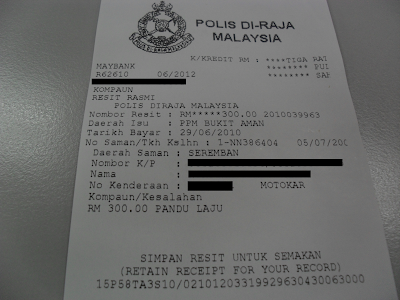 POLIS DI-RAJA
MALAYSIA
K/KREDIT RM : ****TIGA RAT
MAYBANK ******** PUL
R62610 06/2012 ******** SAH
KOMPAUN
RESIT RASMI
POLIS DIRAJA MALAYSIA
Nombor Resit : RM*****300.00 2010039963
Daerah Isu : PPM BUKIT AMAN
Tarikh Bayar : 29/06/2010
No Saman/Tkh Kslhn : 1-NN386404 05/07/200
Daerah Saman : SEREMBAN
Nombor K/P :
Nama :
No Kenderaan : MOTOKAR
Kompaun/Kesalahan
RM 300.00 PANDU LAJU
SIMPAN RESIT UNTUK SEMAKAN
(RETAIN RECEIPT FOR YOUR RECORD)
15P58TA3S10/0210120331992963043006300​0